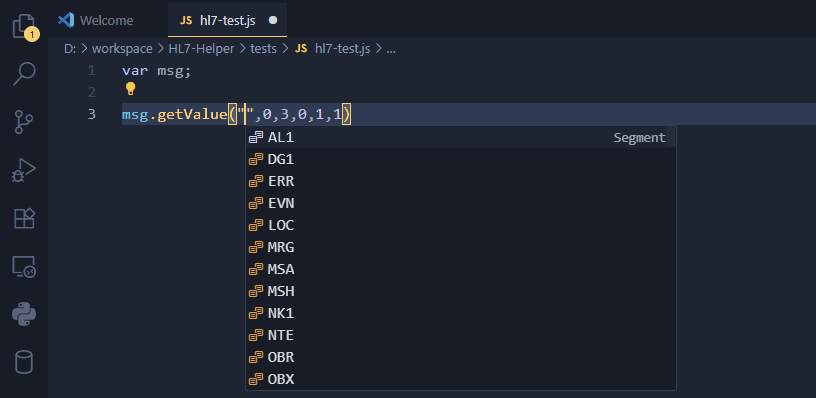 Welcome
JS hl7-test.js
1
D: > workspace > HL7-Helper > tests > JS hl7-test.js > ...
1 var msg;
2
3 msg.getValue("",0,3,0,1,1)
AL1 Segment
DG1
ERR
EVN
LOC
MRG
MSA
MSH
NK1
NTE
OBR
OBX